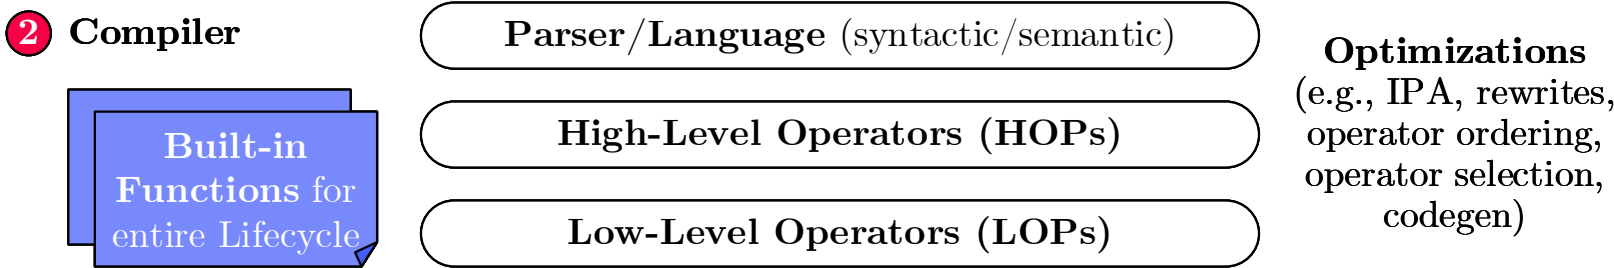 2 Compiler
Built-in
Functions for
entire Lifecycle
Parser/Language (syntactic/semantic)
High-Level Operators (HOPs)
Low-Level Operators (LOPs)
Optimizations
(e.g., IPA, rewrites,
operator ordering,
operator selection,
codegen)